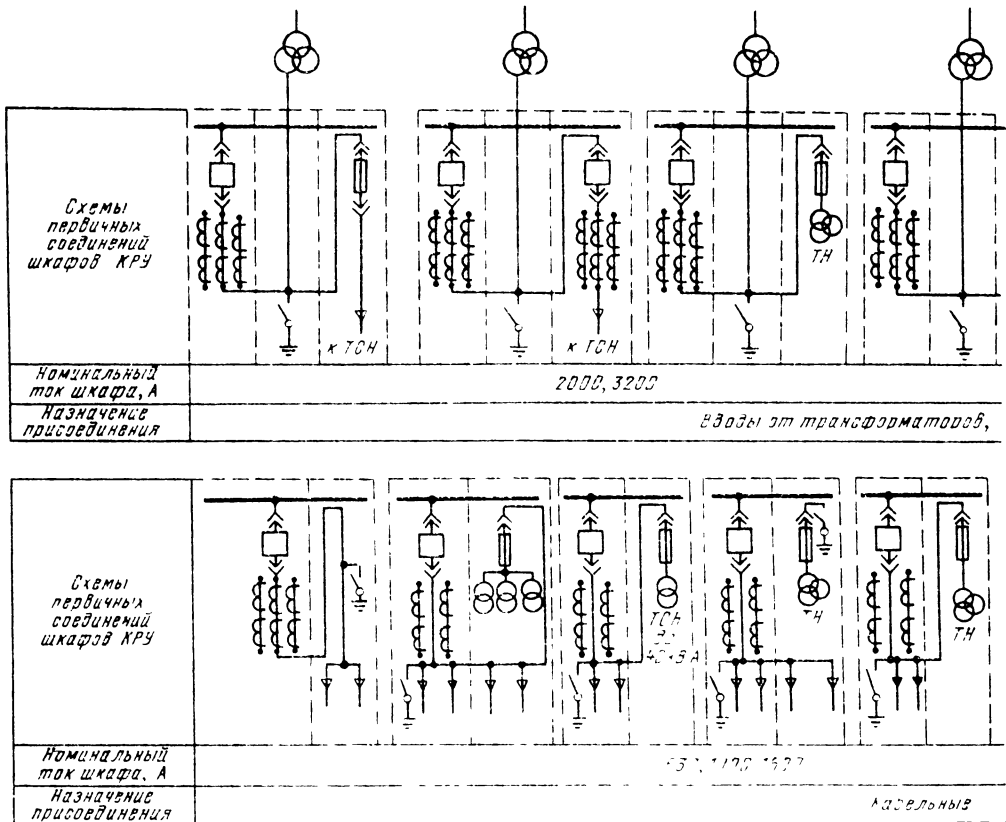 Схемы
первичных
соединений
шкафов КРУ
к ТСН
к ТСН
ТН
Номинальный
ток шкафа, А
2000, 3200
Назначение
присоединения
Вводы от трансформаторов,
Схемы
первичных
соединений
шкафов КРУ
ТСН
ТН
ТН
Номинальный
ток шкафа, А
Назначение
присоединения
Кабельные